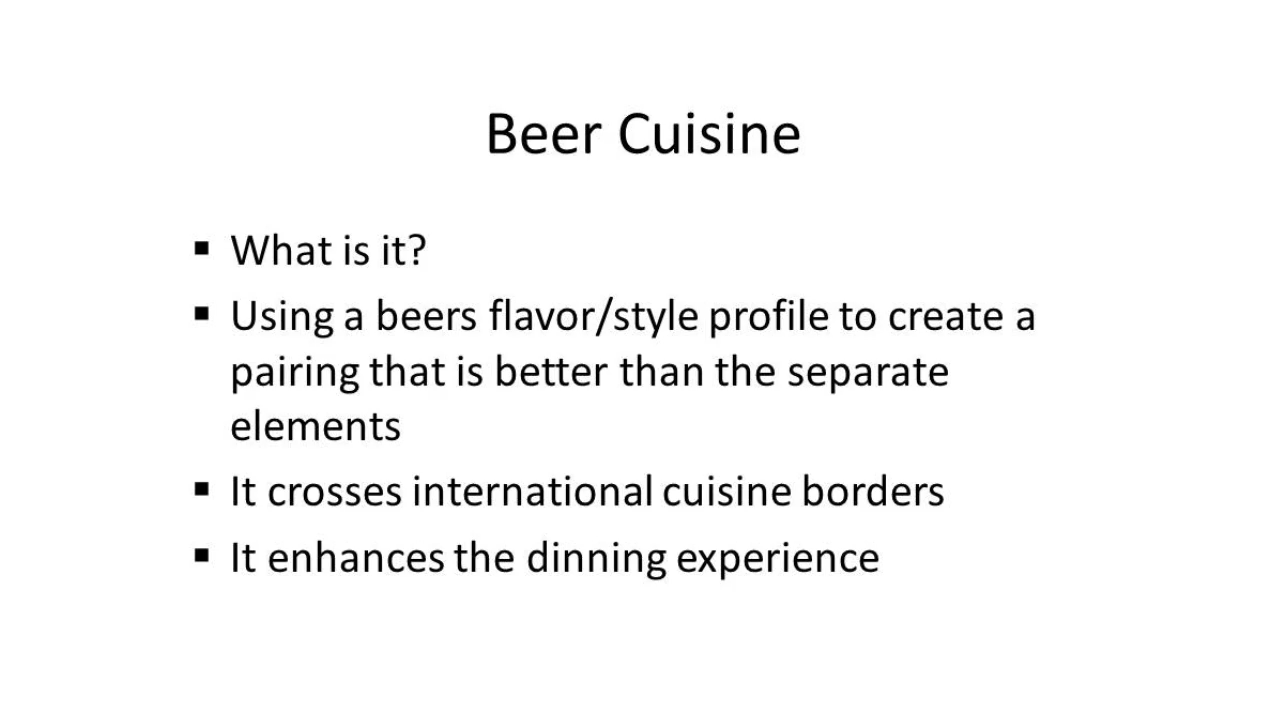 Beer Cuisine
▪ What is it?
▪ Using a beers flavor/style profile to create a
pairing that is better than the separate
elements
▪ It crosses international cuisine borders
▪ It enhances the dinning experience